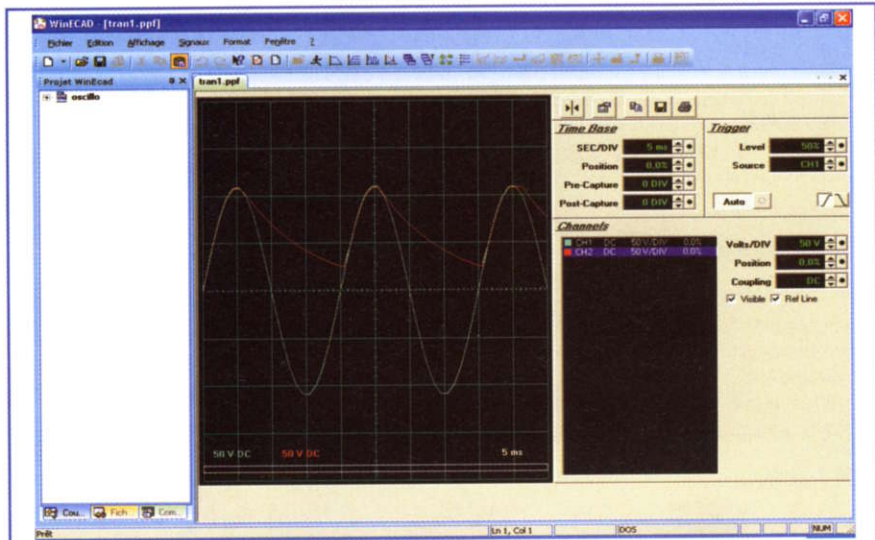 WinECAD - [tran1.ppf]
Fichier Edition Affichage Signaux Format Fenêtre ?
Projet WinEcad
tran1.ppf
oscillo
Time Base
SEC/DIV 5 ms
Position 0.0%
Pre-Capture 0 DIV
Post-Capture 0 DIV
Trigger
Level 50%
Source CH1
Auto
Channels
CH1 DC 50 V/DIV 0.0%
CH2 DC 50 V/DIV 0.0%
Volts/DIV 50 V
Position 0.0%
Coupling DC
Visible Ref Line
50 V DC 50 V DC 5 ms
Cou... Fich Com...
Prêt Ln 1, Col 1 DOS NUM